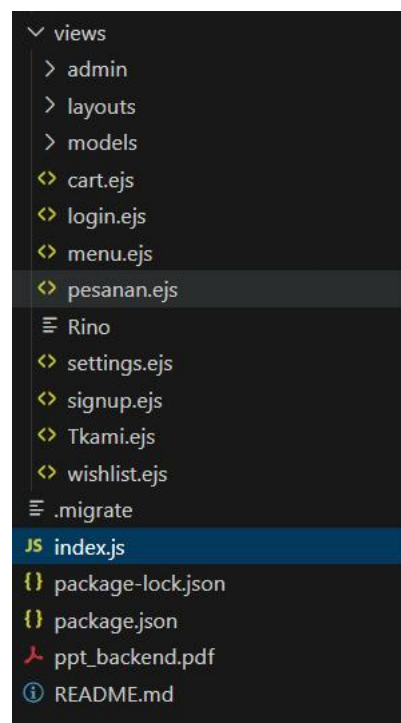 views
admin
layouts
models
cart.ejs
login.ejs
menu.ejs
pesanan.ejs
Rino
settings.ejs
signup.ejs
Tkami.ejs
wishlist.ejs
.migrate
JS index.js
{} package-lock.json
{} package.json
ppt_backend.pdf
README.md